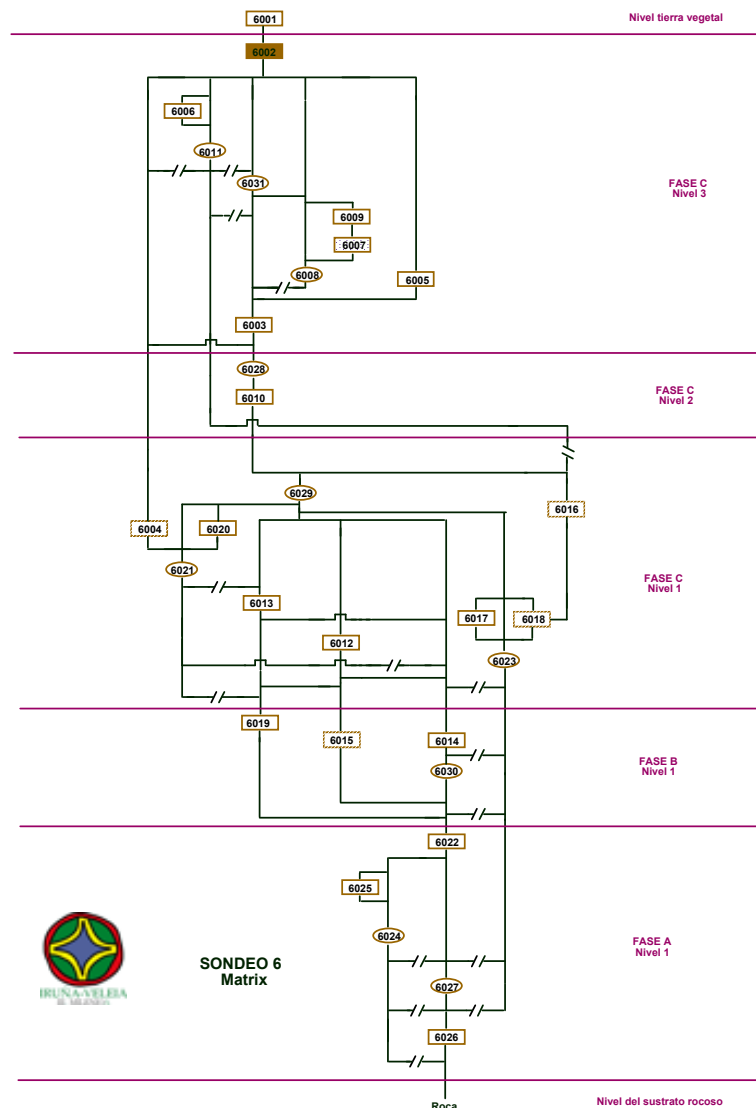 6001
Nivel tierra vegetal
6002
6006
6011
6031
FASE C
Nivel 3
6009
6007
6008
6005
6003
6028
6010
FASE C
Nivel 2
6029
6004
6020
6016
6021
6013
6017
6018
FASE C
Nivel 1
6012
6023
6019
6015
6014
6030
FASE B
Nivel 1
6022
6025
6024
SONDEO 6
Matrix
FASE A
Nivel 1
6027
6026
IRUÑA-VELEIA
Roca
Nivel del sustrato rocoso